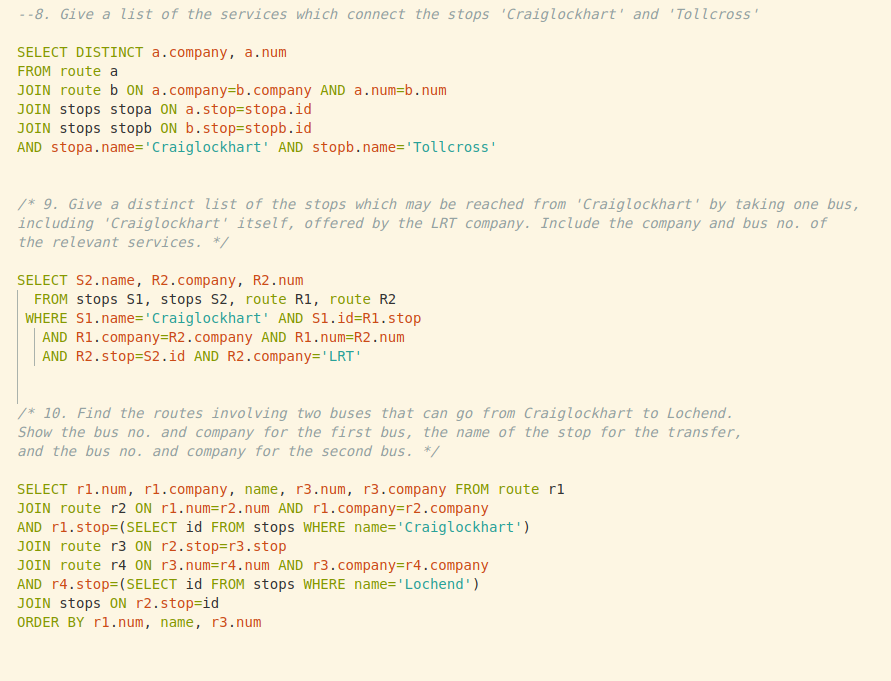 --8. Give a list of the services which connect the stops 'Craiglockhart' and 'Tollcross'
SELECT DISTINCT a.company, a.num
FROM route a
JOIN route b ON a.company=b.company AND a.num=b.num
JOIN stops stopa ON a.stop=stopa.id
JOIN stops stopb ON b.stop=stopb.id
AND stopa.name='Craiglockhart' AND stopb.name='Tollcross'
/* 9. Give a distinct list of the stops which may be reached from 'Craiglockhart' by taking one bus,
including 'Craiglockhart' itself, offered by the LRT company. Include the company and bus no. of
the relevant services. */
SELECT S2.name, R2.company, R2.num
FROM stops S1, stops S2, route R1, route R2
WHERE S1.name='Craiglockhart' AND S1.id=R1.stop
AND R1.company=R2.company AND R1.num=R2.num
AND R2.stop=S2.id AND R2.company='LRT'
/* 10. Find the routes involving two buses that can go from Craiglockhart to Lochend.
Show the bus no. and company for the first bus, the name of the stop for the transfer,
and the bus no. and company for the second bus. */
SELECT r1.num, r1.company, name, r3.num, r3.company FROM route r1
JOIN route r2 ON r1.num=r2.num AND r1.company=r2.company
AND r1.stop=(SELECT id FROM stops WHERE name='Craiglockhart')
JOIN route r3 ON r2.stop=r3.stop
JOIN route r4 ON r3.num=r4.num AND r3.company=r4.company
AND r4.stop=(SELECT id FROM stops WHERE name='Lochend')
JOIN stops ON r2.stop=id
ORDER BY r1.num, name, r3.num